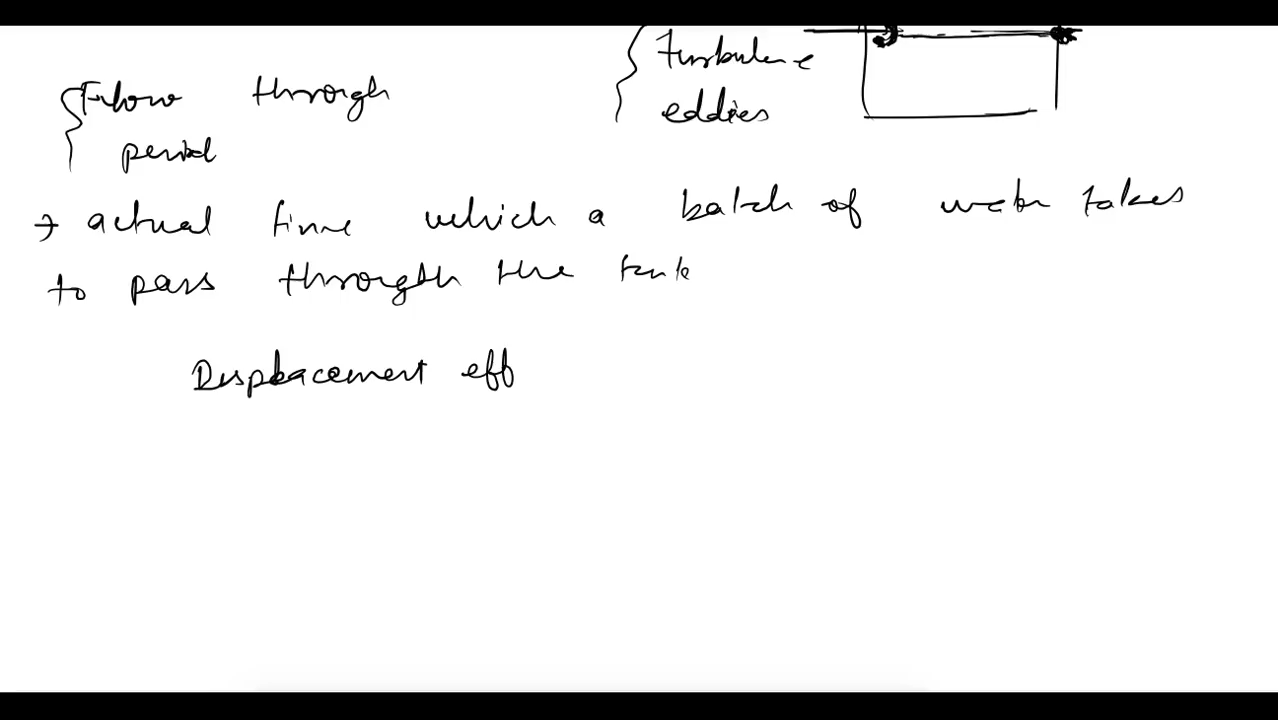 Flow through
period
turbulence
eddies
→ actual time which a batch of water takes
to pass through the tank
Displacement eff